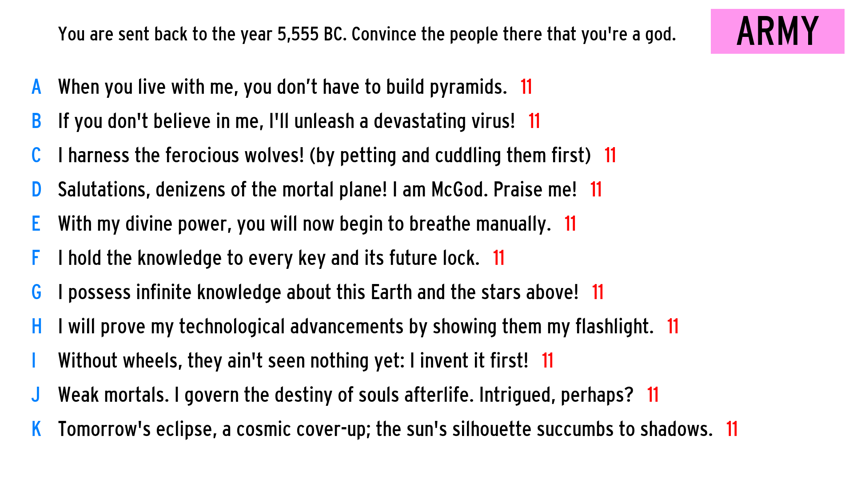 You are sent back to the year 5,555 BC. Convince the people there that you're a god.
ARMY
A When you live with me, you don’t have to build pyramids. 11
B If you don't believe in me, I'll unleash a devastating virus! 11
C I harness the ferocious wolves! (by petting and cuddling them first) 11
D Salutations, denizens of the mortal plane! I am McGod. Praise me! 11
E With my divine power, you will now begin to breathe manually. 11
F I hold the knowledge to every key and its future lock. 11
G I possess infinite knowledge about this Earth and the stars above! 11
H I will prove my technological advancements by showing them my flashlight. 11
I Without wheels, they ain't seen nothing yet: I invent it first! 11
J Weak mortals. I govern the destiny of souls afterlife. Intrigued, perhaps? 11
K Tomorrow's eclipse, a cosmic cover-up; the sun's silhouette succumbs to shadows. 11